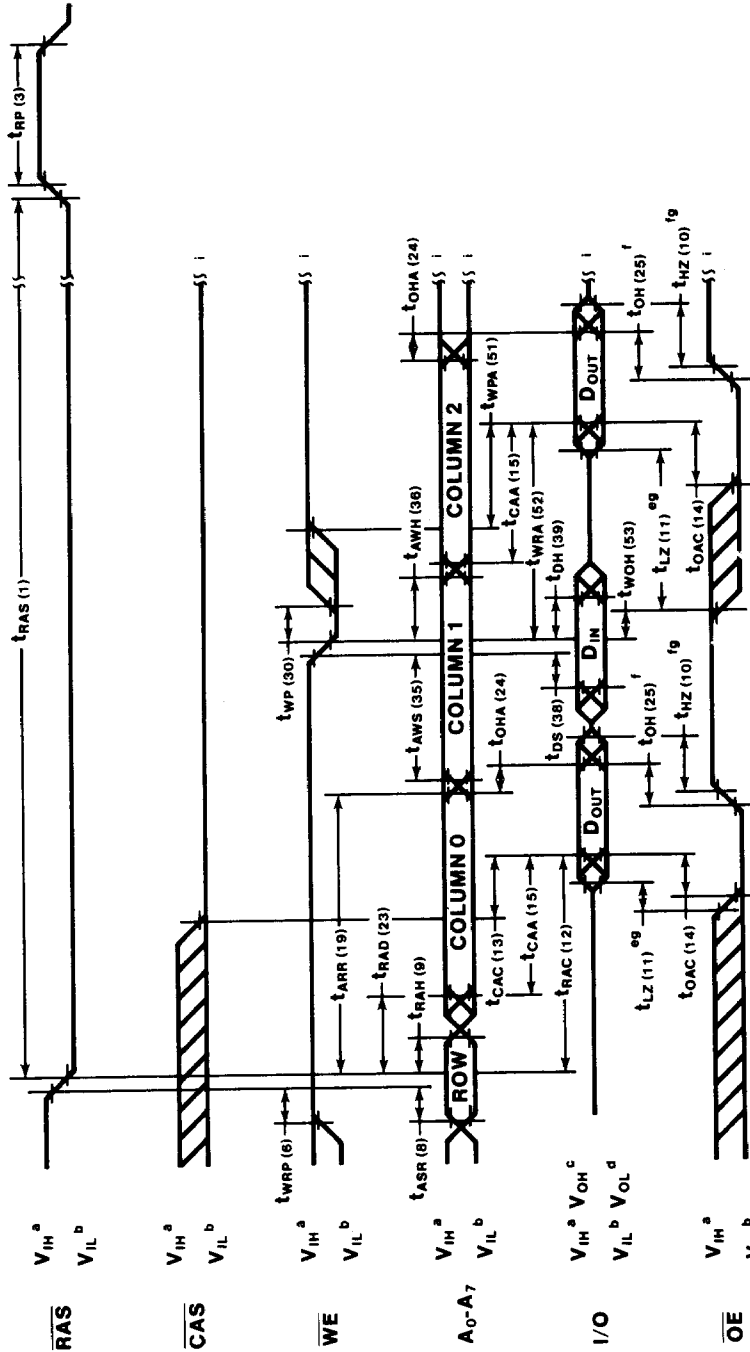 RAS
V_IH^a
V_IL^b
t_RAS (1)
t_RP (3)
CAS
V_IH^a
V_IL^b
i
WE
V_IH^a
V_IL^b
t_WRP (6)
t_WP (30)
i
t_ARR (19)
t_RAD (23)
t_RAH (9)
t_ASR (8)
t_AWS (35)
t_OHA (24)
t_AWH (36)
t_OHA (24)
A0-A7
V_IH^a
V_IL^b
ROW
COLUMN 0
COLUMN 1
COLUMN 2
i
i
t_CAC (13)
t_CAA (15)
t_RAC (12)
t_DS (38)
t_DH (39)
t_WRA (52)
t_CAA (15)
t_WPA (51)
I/O
V_IH^a V_OH^c
V_IL^b V_OL^d
D_OUT
D_IN
D_OUT
i
t_LZ (11)^eg
t_OAC (14)
t_OH (25)^f
t_HZ (10)^fg
t_WOH (53)
t_LZ (11)^eg
t_OAC (14)
t_OH (25)^f
t_HZ (10)^fg
OE
V_IH^a
i